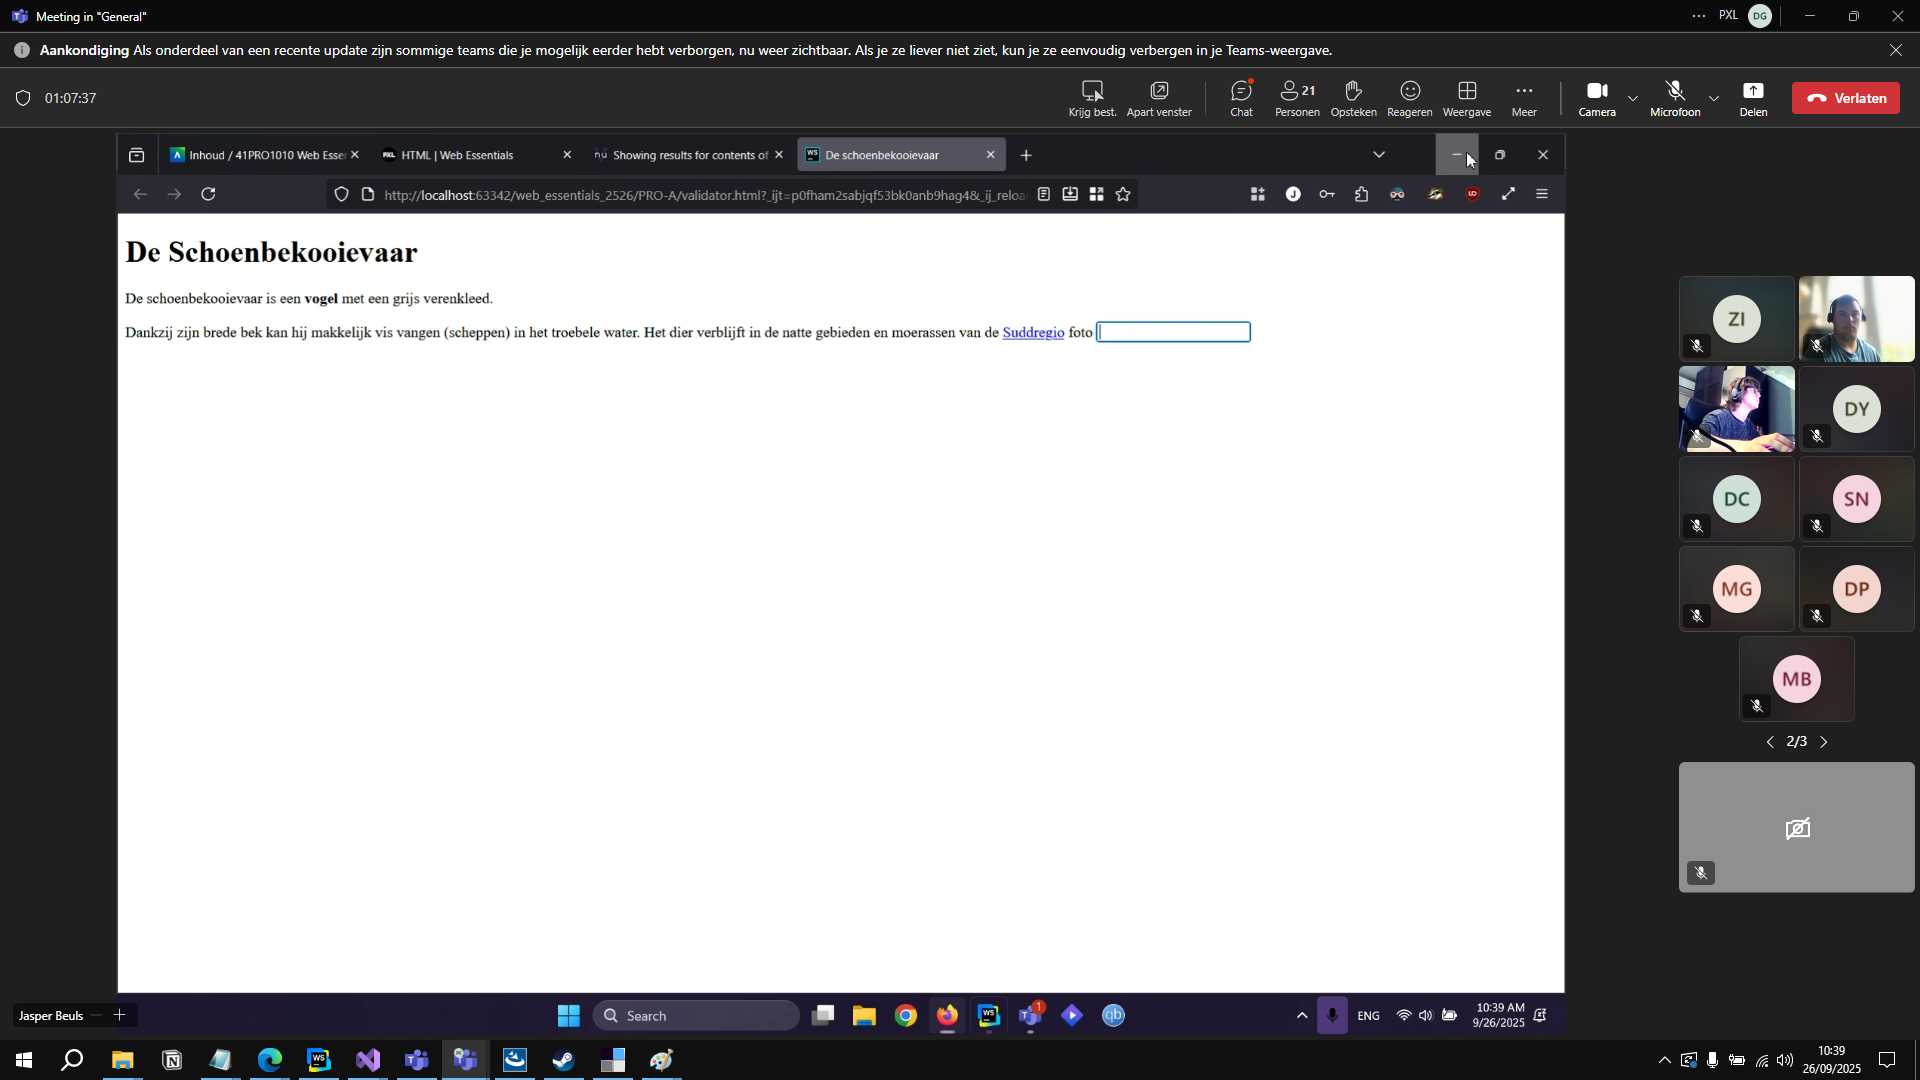 Meeting in "General"
PXL
DG
Aankondiging Als onderdeel van een recente update zijn sommige teams die je mogelijk eerder hebt verborgen, nu weer zichtbaar. Als je ze liever niet ziet, kun je ze eenvoudig verbergen in je Teams-weergave.
01:07:37
Krijg best.
Apart venster
Chat
21
Personen
Opsteken
Reageren
Weergave
Meer
Camera
Microfoon
Delen
Verlaten
Inhoud / 41PRO1010 Web Esser
HTML | Web Essentials
nu Showing results for contents of
WS De schoenbekooievaar
http://localhost:63342/web_essentials_2526/PRO-A/validator.html?_ijt=p0fham2sabjqf53bk0anb9hag4&_ij_reloa
J
De Schoenbekooievaar
De schoenbekooievaar is een vogel met een grijs verenkleed.
Dankzij zijn brede bek kan hij makkelijk vis vangen (scheppen) in het troebele water. Het dier verblijft in de natte gebieden en moerassen van de Suddregio foto
ZI
DY
DC
SN
MG
DP
MB
2/3
Jasper Beuls
Search
WS
1
qb
ENG
10:39 AM
9/26/2025
WS
10:39
26/09/2025